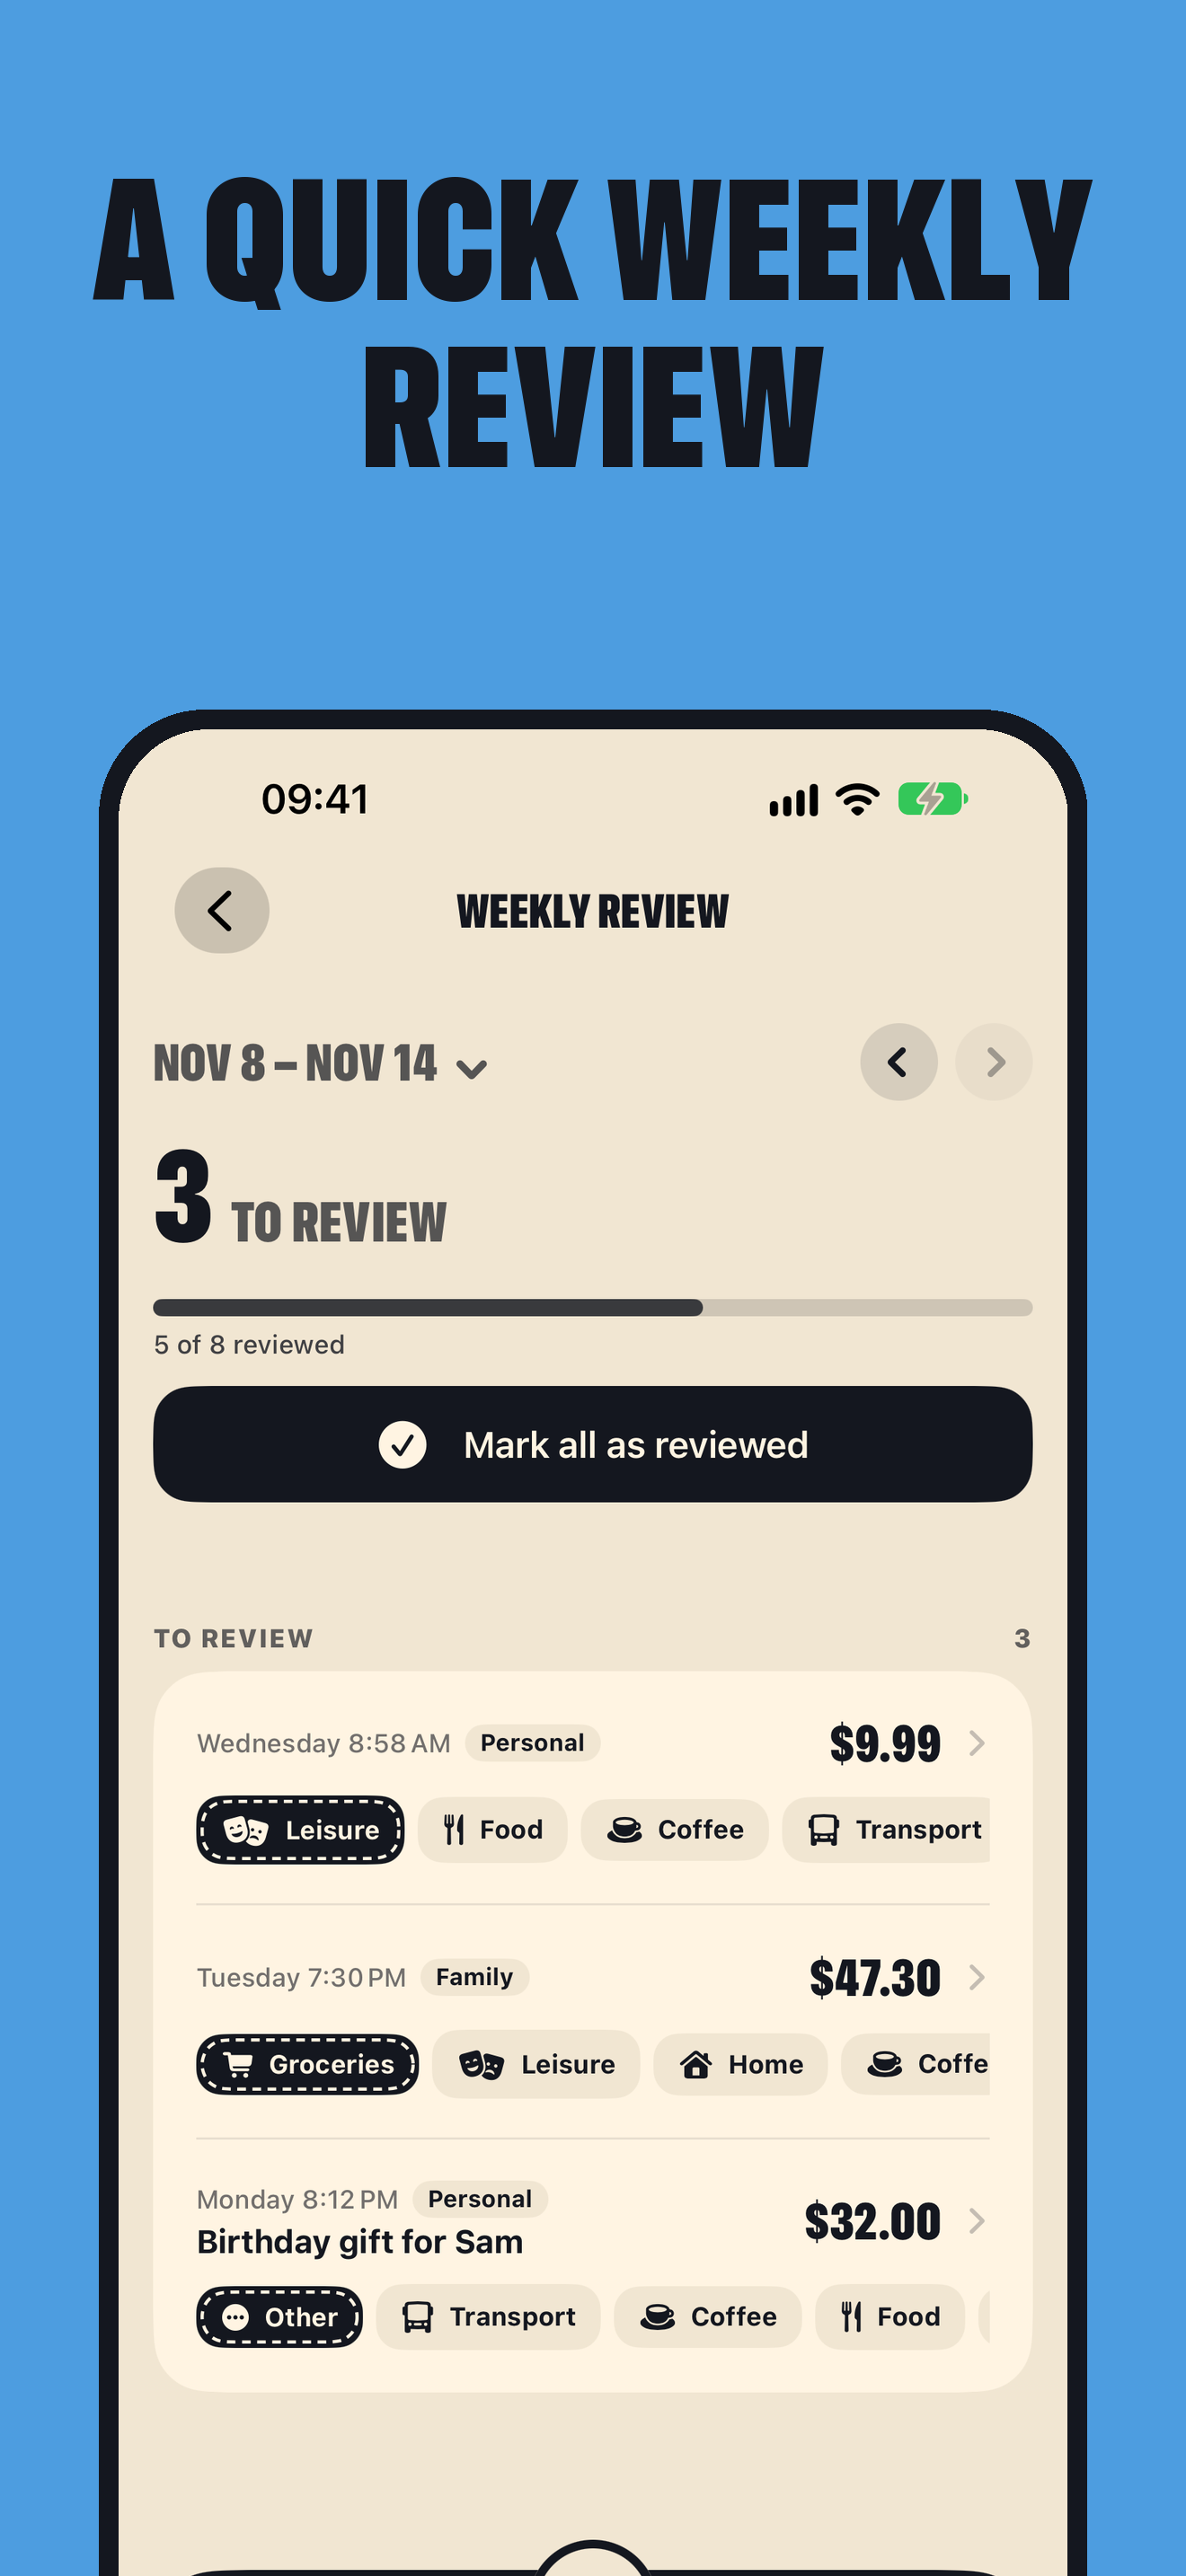 A QUICK WEEKLY
REVIEW
09:41
WEEKLY REVIEW
NOV 8 – NOV 14
3 TO REVIEW
5 of 8 reviewed
Mark all as reviewed
TO REVIEW 3
Wednesday 8:58 AM Personal $9.99
Leisure Food Coffee Transport
Tuesday 7:30 PM Family $47.30
Groceries Leisure Home Coffe
Monday 8:12 PM Personal
Birthday gift for Sam $32.00
Other Transport Coffee Food